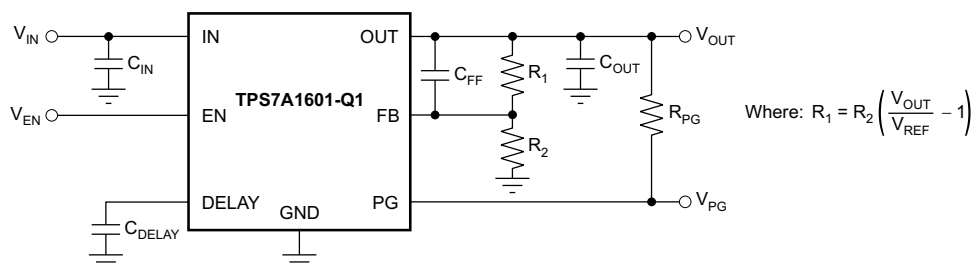 V_IN
IN
OUT
V_OUT
C_IN
C_FF
R_1
C_OUT
TPS7A1601-Q1
R_PG
Where: R_1 = R_2 (V_OUT / V_REF − 1)
V_EN
EN
FB
R_2
DELAY
GND
PG
V_PG
C_DELAY